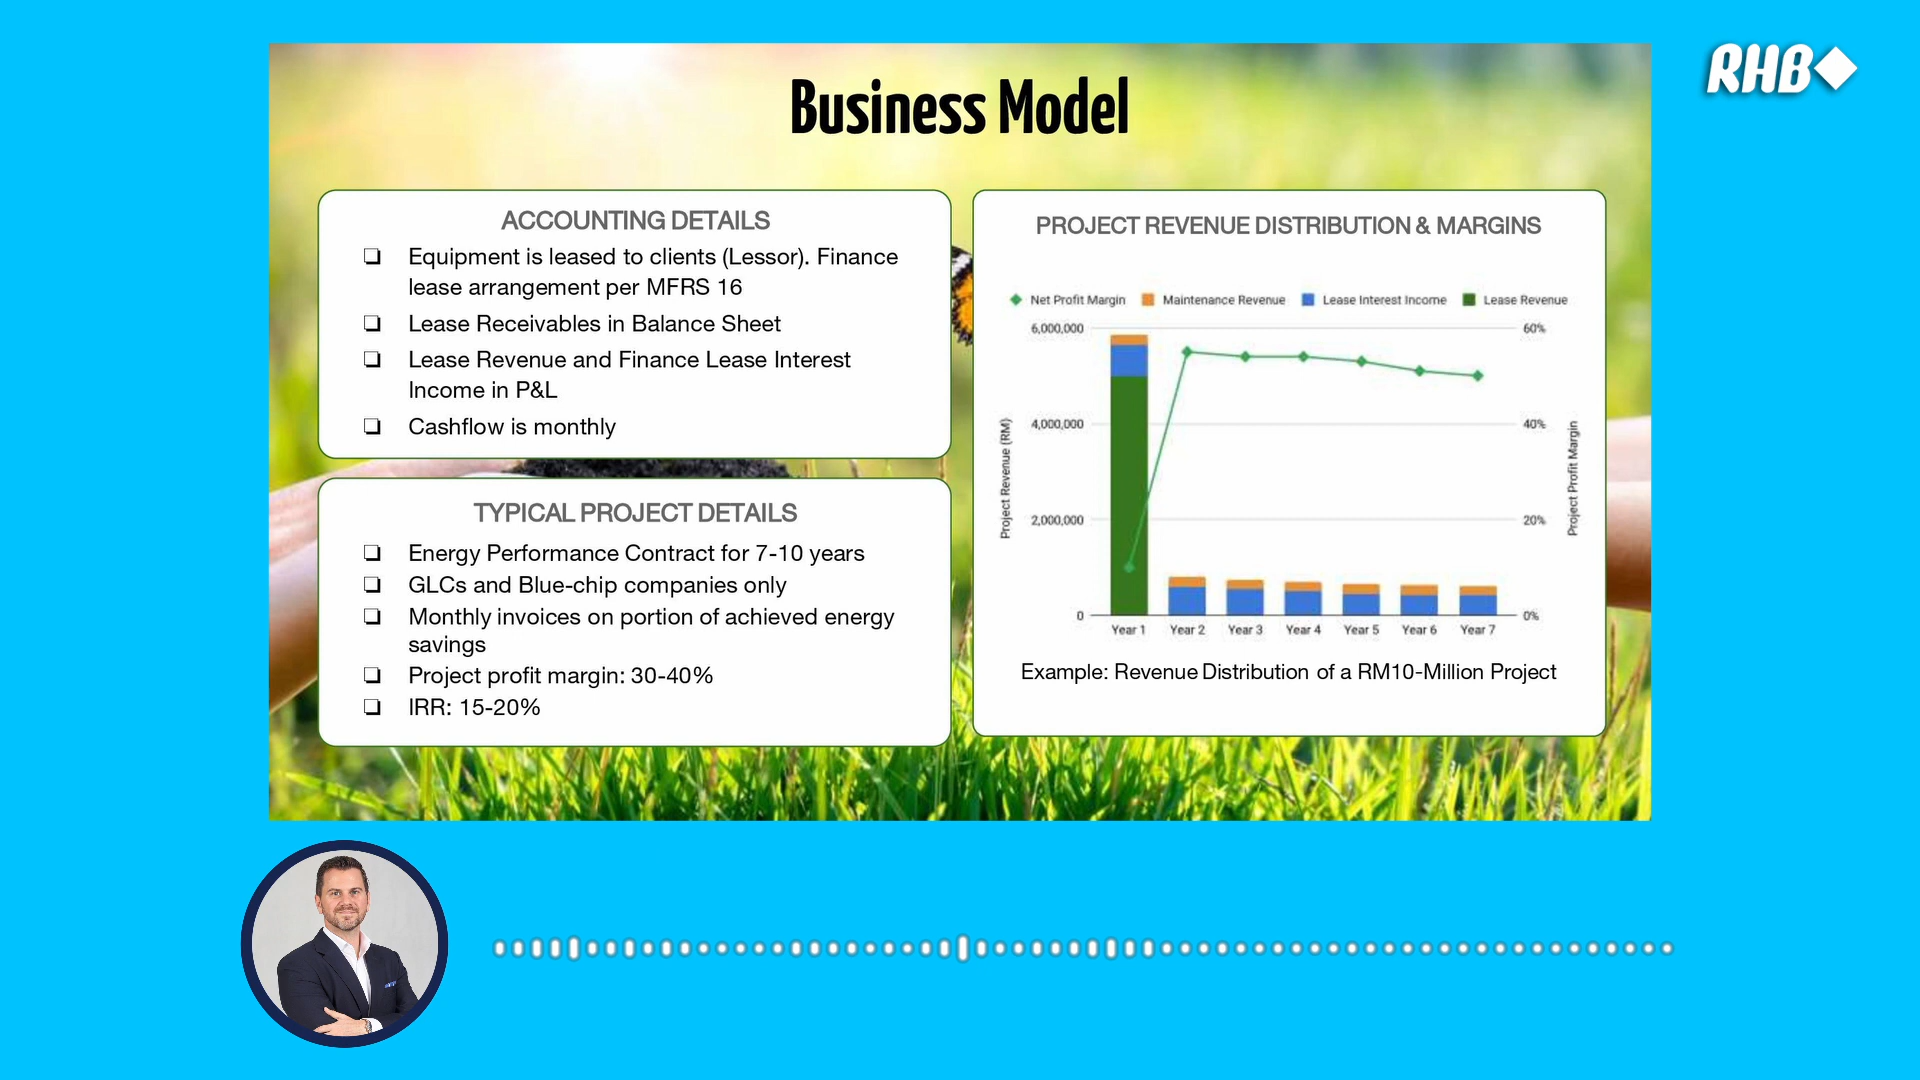 RHB
Business Model
ACCOUNTING DETAILS
Equipment is leased to clients (Lessor). Finance
lease arrangement per MFRS 16
Lease Receivables in Balance Sheet
Lease Revenue and Finance Lease Interest
Income in P&L
Cashflow is monthly
TYPICAL PROJECT DETAILS
Energy Performance Contract for 7-10 years
GLCs and Blue-chip companies only
Monthly invoices on portion of achieved energy
savings
Project profit margin: 30-40%
IRR: 15-20%
PROJECT REVENUE DISTRIBUTION & MARGINS
Net Profit Margin Maintenance Revenue Lease Interest Income Lease Revenue
Project Revenue (RM)
6,000,000
4,000,000
2,000,000
0
60%
40%
20%
0%
Project Profit Margin
Year 1 Year 2 Year 3 Year 4 Year 5 Year 6 Year 7
Example: Revenue Distribution of a RM10-Million Project